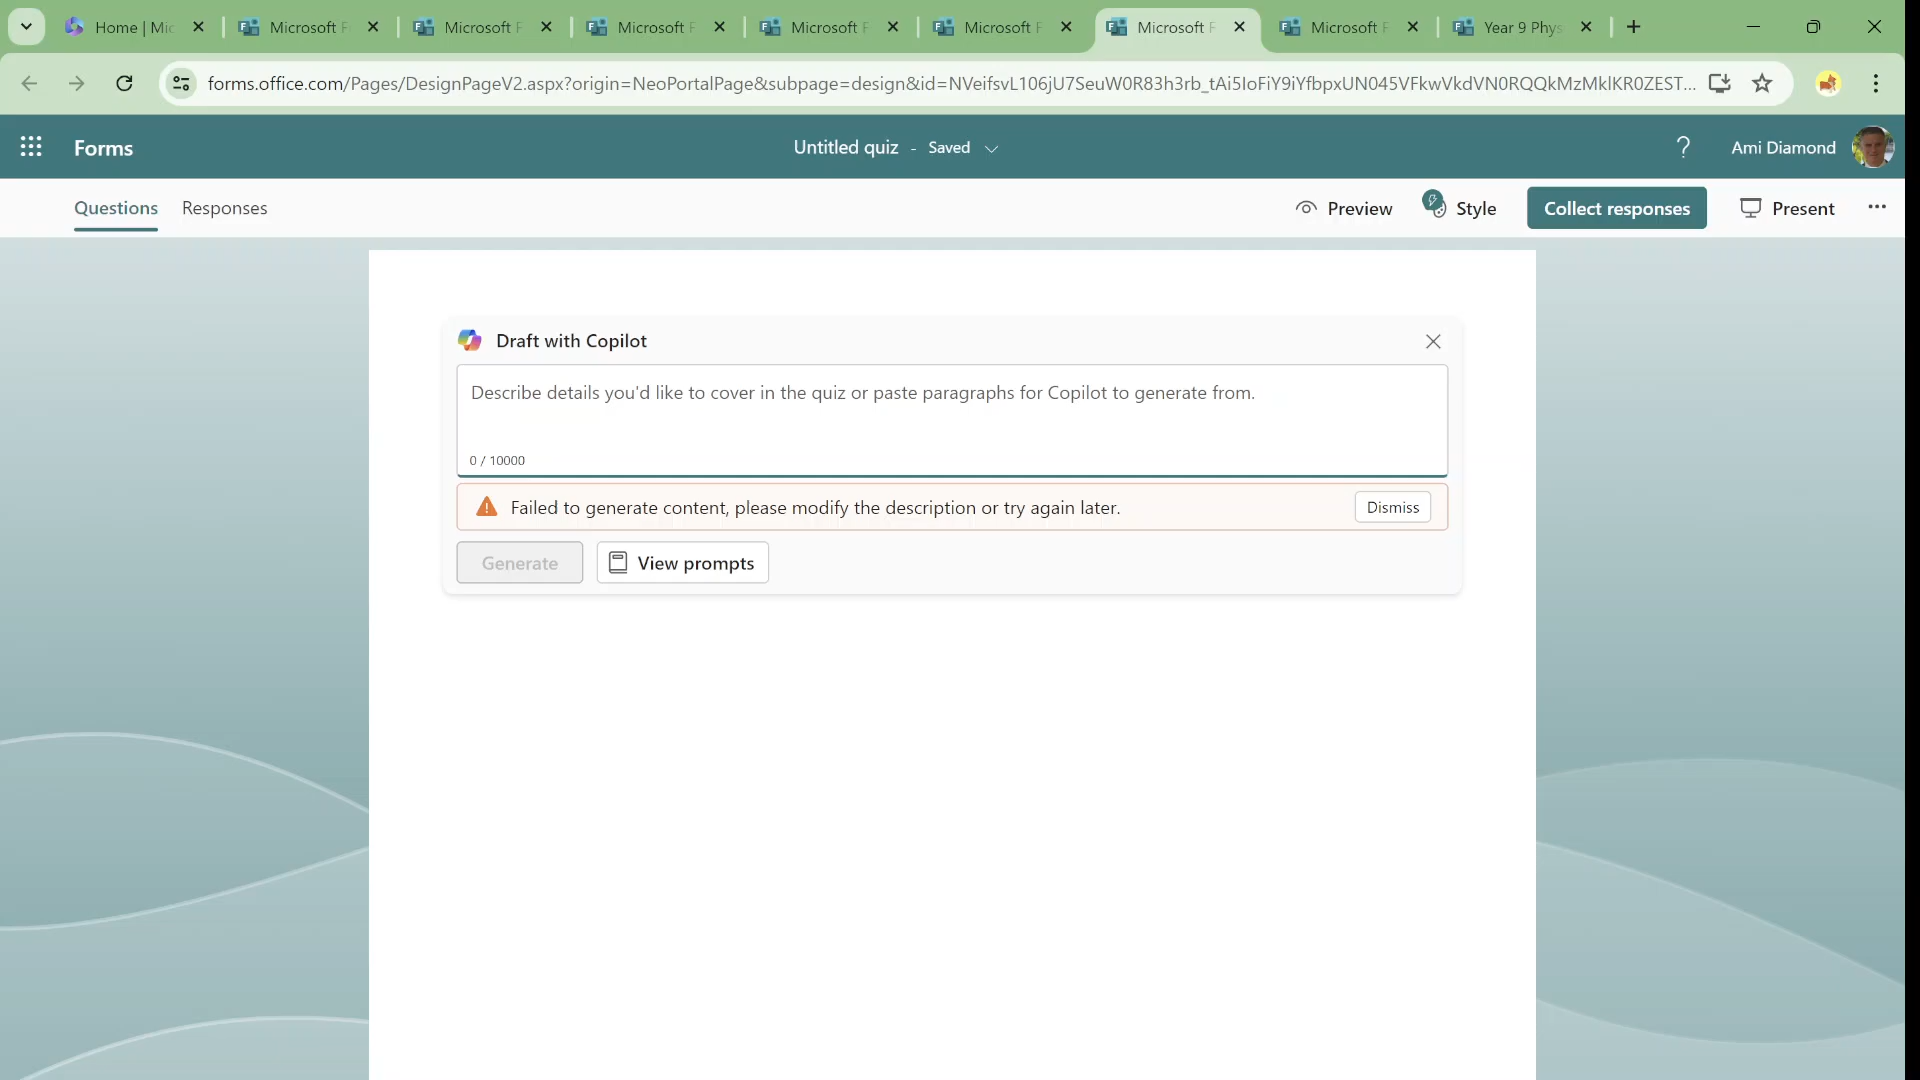 Home | Mic
Microsoft F
Microsoft F
Microsoft F
Microsoft F
Microsoft F
Microsoft F
Microsoft F
Year 9 Phys
forms.office.com/Pages/DesignPageV2.aspx?origin=NeoPortalPage&subpage=design&id=NVeifsvL106jU7SeuW0R83h3rb_tAi5IoFiY9iYfbpxUN045VFkwVkdVN0RQQkMzMklKR0ZEST...
Forms
Untitled quiz - Saved
?
Ami Diamond
Questions
Responses
Preview
Style
Collect responses
Present
Draft with Copilot
Describe details you'd like to cover in the quiz or paste paragraphs for Copilot to generate from.
0 / 10000
Failed to generate content, please modify the description or try again later.
Dismiss
Generate
View prompts